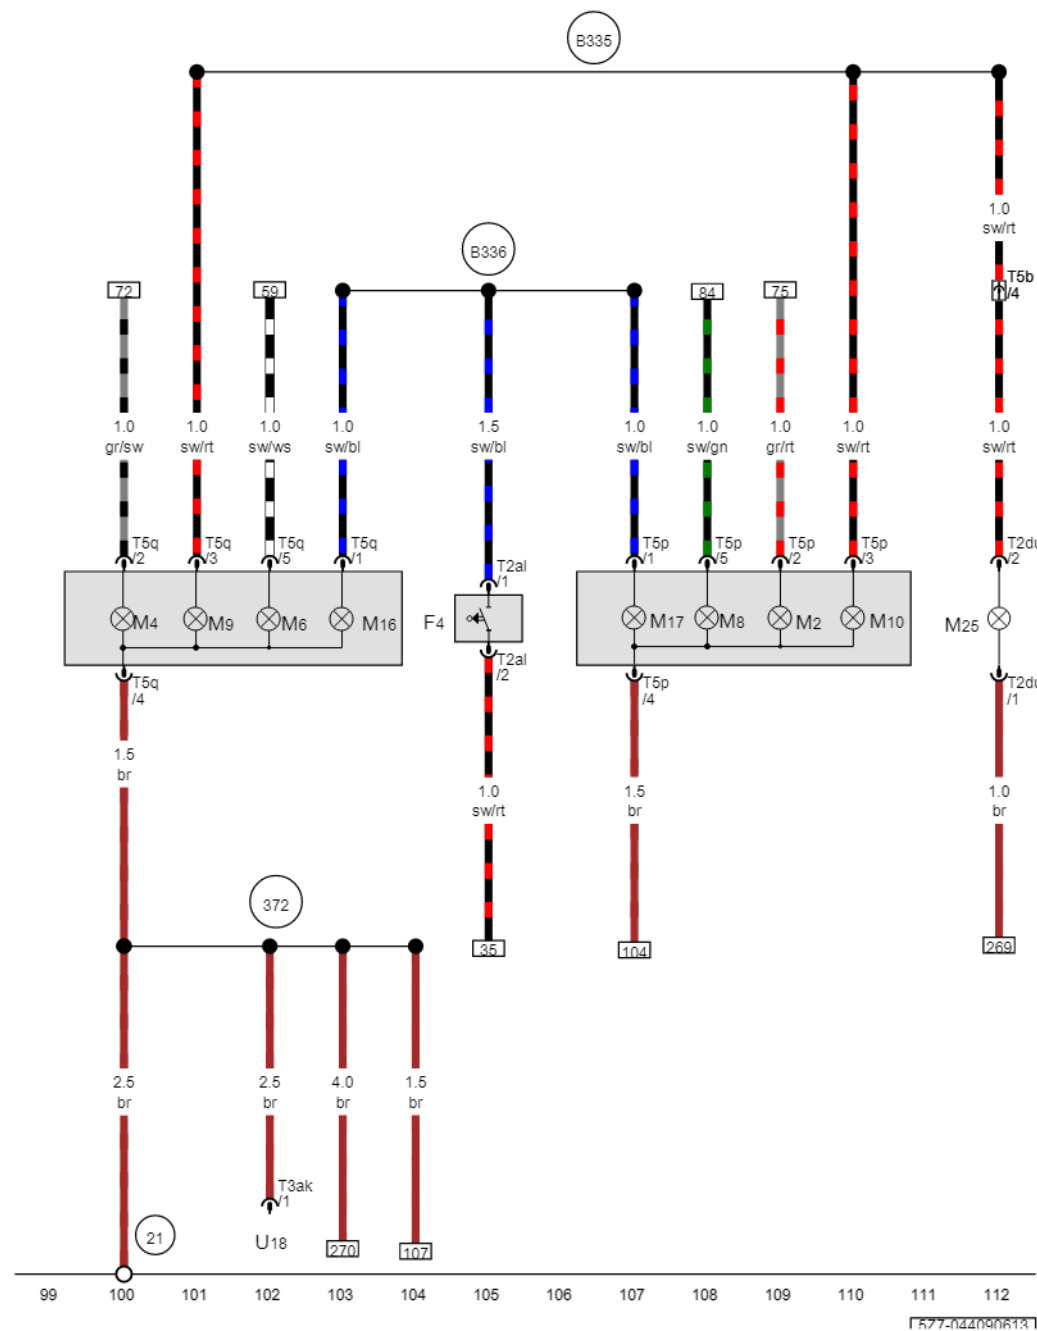 B335
1.0
sw/rt
B336
T5b
/4
72
59
84
75
1.0
gr/sw
1.0
sw/rt
1.0
sw/ws
1.0
sw/bl
1.5
sw/bl
1.0
sw/bl
1.0
sw/gn
1.0
gr/rt
1.0
sw/rt
1.0
sw/rt
T5q
/2
T5q
/3
T5q
/5
T5q
/1
T2al
/1
T5p
/1
T5p
/5
T5p
/2
T5p
/3
T2du
/2
M4
M9
M6
M16
F4
M17
M8
M2
M10
M25
T5q
/4
T2al
/2
T5p
/4
T2du
/1
1.5
br
1.0
sw/rt
1.5
br
1.0
br
372
35
104
269
2.5
br
2.5
br
4.0
br
1.5
br
T3ak
/1
21
U18
270
107
99 100 101 102 103 104 105 106 107 108 109 110 111 112
577-044090613